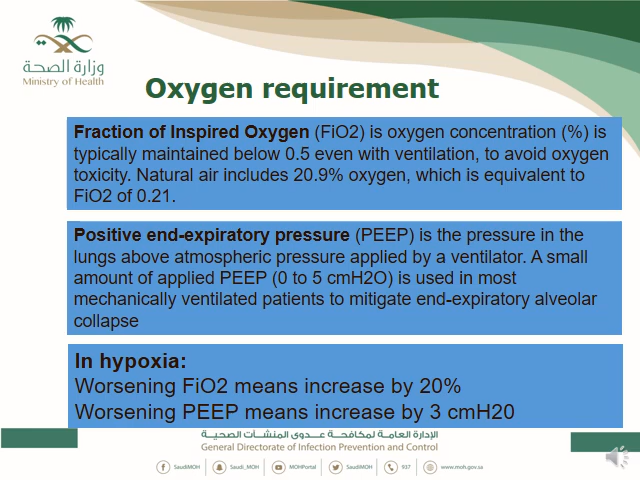 وزارة الصحة
Ministry of Health
Oxygen requirement
Fraction of Inspired Oxygen (FiO2) is oxygen concentration (%) is
typically maintained below 0.5 even with ventilation, to avoid oxygen
toxicity. Natural air includes 20.9% oxygen, which is equivalent to
FiO2 of 0.21.
Positive end-expiratory pressure (PEEP) is the pressure in the
lungs above atmospheric pressure applied by a ventilator. A small
amount of applied PEEP (0 to 5 cmH2O) is used in most
mechanically ventilated patients to mitigate end-expiratory alveolar
collapse
In hypoxia:
Worsening FiO2 means increase by 20%
Worsening PEEP means increase by 3 cmH20
الإدارة العامة لمكافحة عدوى المنشآت الصحية
General Directorate of Infection Prevention and Control
SaudiMOH Saudi_MOH MOHPortal SaudiMOH 937 www.moh.gov.sa